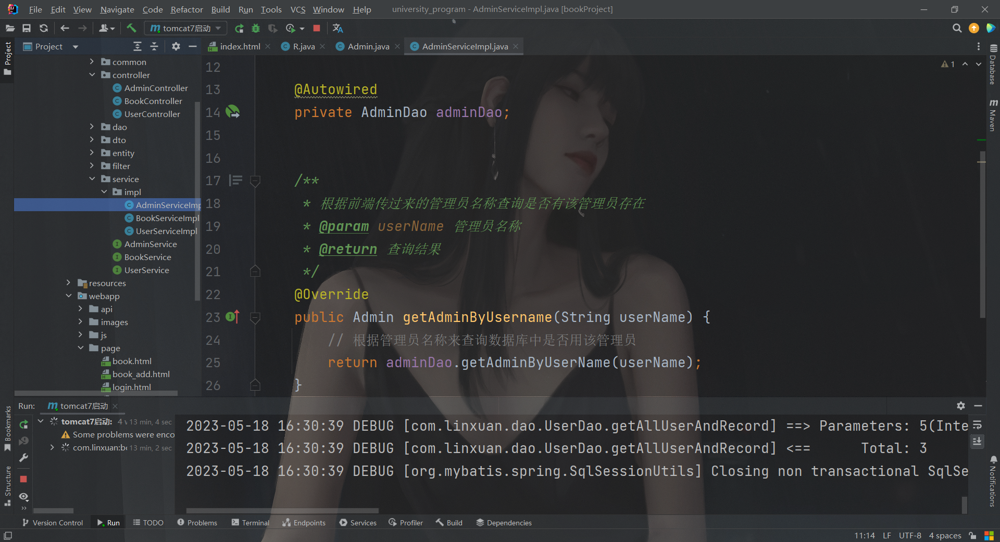 File Edit View Navigate Code Refactor Build Run Tools VCS Window Help university_program - AdminServiceImpl.java [bookProject]
tomcat7启动
Project
index.html R.java Admin.java AdminServiceImpl.java
Project
common
controller
AdminController
BookController
UserController
dao
dto
entity
filter
service
impl
AdminServiceImp
BookServiceImpl
UserServiceImpl
AdminService
BookService
UserService
resources
webapp
api
images
js
page
book.html
book_add.html
login.html
1
12
13 @Autowired
14 private AdminDao adminDao;
15
16
17 /**
18 * 根据前端传过来的管理员名称查询是否有该管理员存在
19 * @param userName 管理员名称
20 * @return 查询结果
21 */
22 @Override
23 public Admin getAdminByUsername(String userName) {
24 // 根据管理员名称来查询数据库中是否用该管理员
25 return adminDao.getAdminByUserName(userName);
26 }
Database
Maven
Notifications
Bookmarks
Structure
Run: tomcat7启动
tomcat7启动: 13 min, 4 sec
Some problems were enco
com.linxuan:b 13 min, 2 sec
2023-05-18 16:30:39 DEBUG [com.linxuan.dao.UserDao.getAllUserAndRecord] ==> Parameters: 5(Inte
2023-05-18 16:30:39 DEBUG [com.linxuan.dao.UserDao.getAllUserAndRecord] <== Total: 3
2023-05-18 16:30:39 DEBUG [org.mybatis.spring.SqlSessionUtils] Closing non transactional SqlSe
Version Control Run TODO Problems Terminal Endpoints Services Profiler Build Dependencies
11:14 LF UTF-8 4 spaces